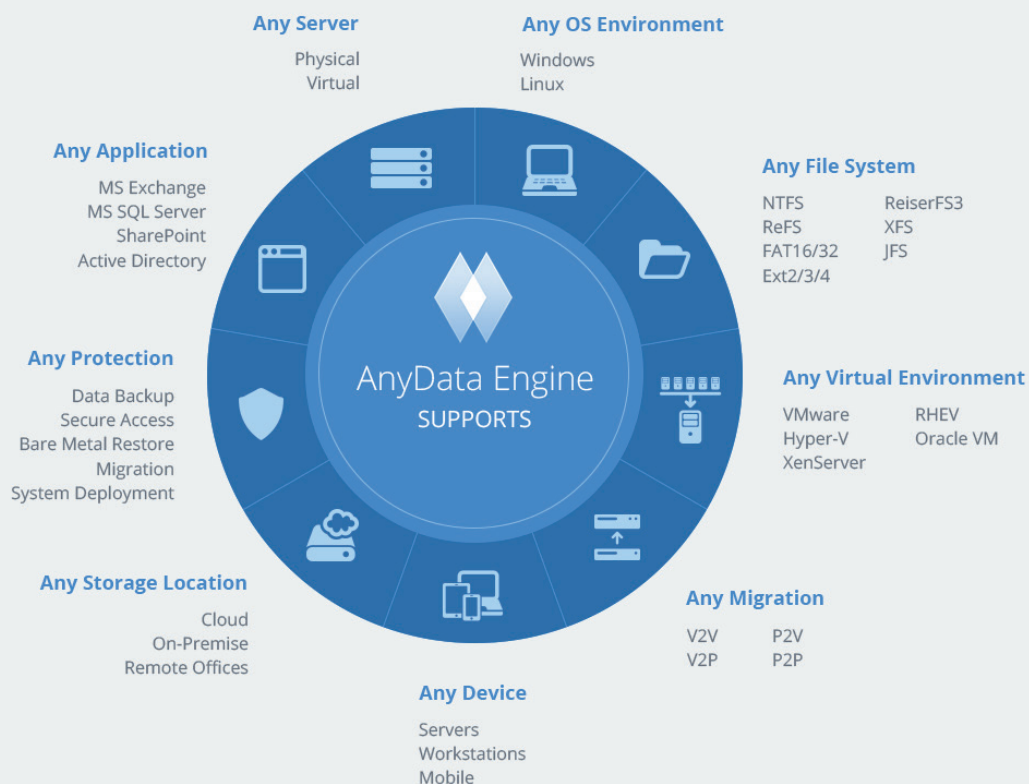 Any Server
Physical
Virtual
Any OS Environment
Windows
Linux
Any Application
MS Exchange
MS SQL Server
SharePoint
Active Directory
Any File System
NTFS ReiserFS3
ReFS XFS
FAT16/32 JFS
Ext2/3/4
AnyData Engine
SUPPORTS
Any Protection
Data Backup
Secure Access
Bare Metal Restore
Migration
System Deployment
Any Virtual Environment
VMware RHEV
Hyper-V Oracle VM
XenServer
Any Storage Location
Cloud
On-Premise
Remote Offices
Any Migration
V2V P2V
V2P P2P
Any Device
Servers
Workstations
Mobile